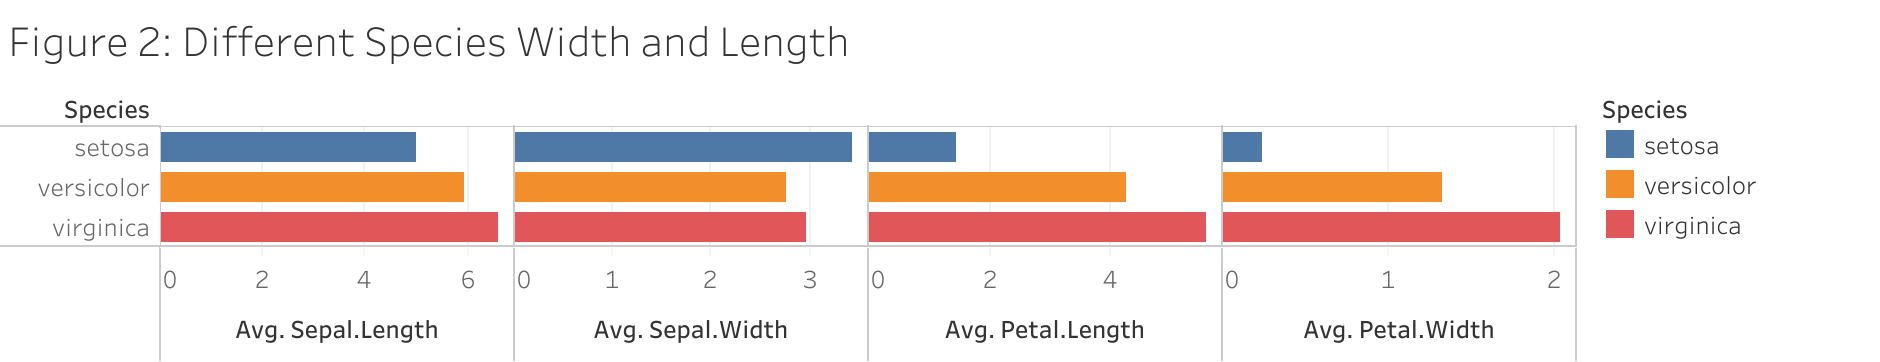 Figure 2: Different Species Width and Length
Species
setosa
versicolor
virginica
0 2 4 6
Avg. Sepal.Length
0 1 2 3
Avg. Sepal.Width
0 2 4
Avg. Petal.Length
0 1 2
Avg. Petal.Width
Species
setosa
versicolor
virginica